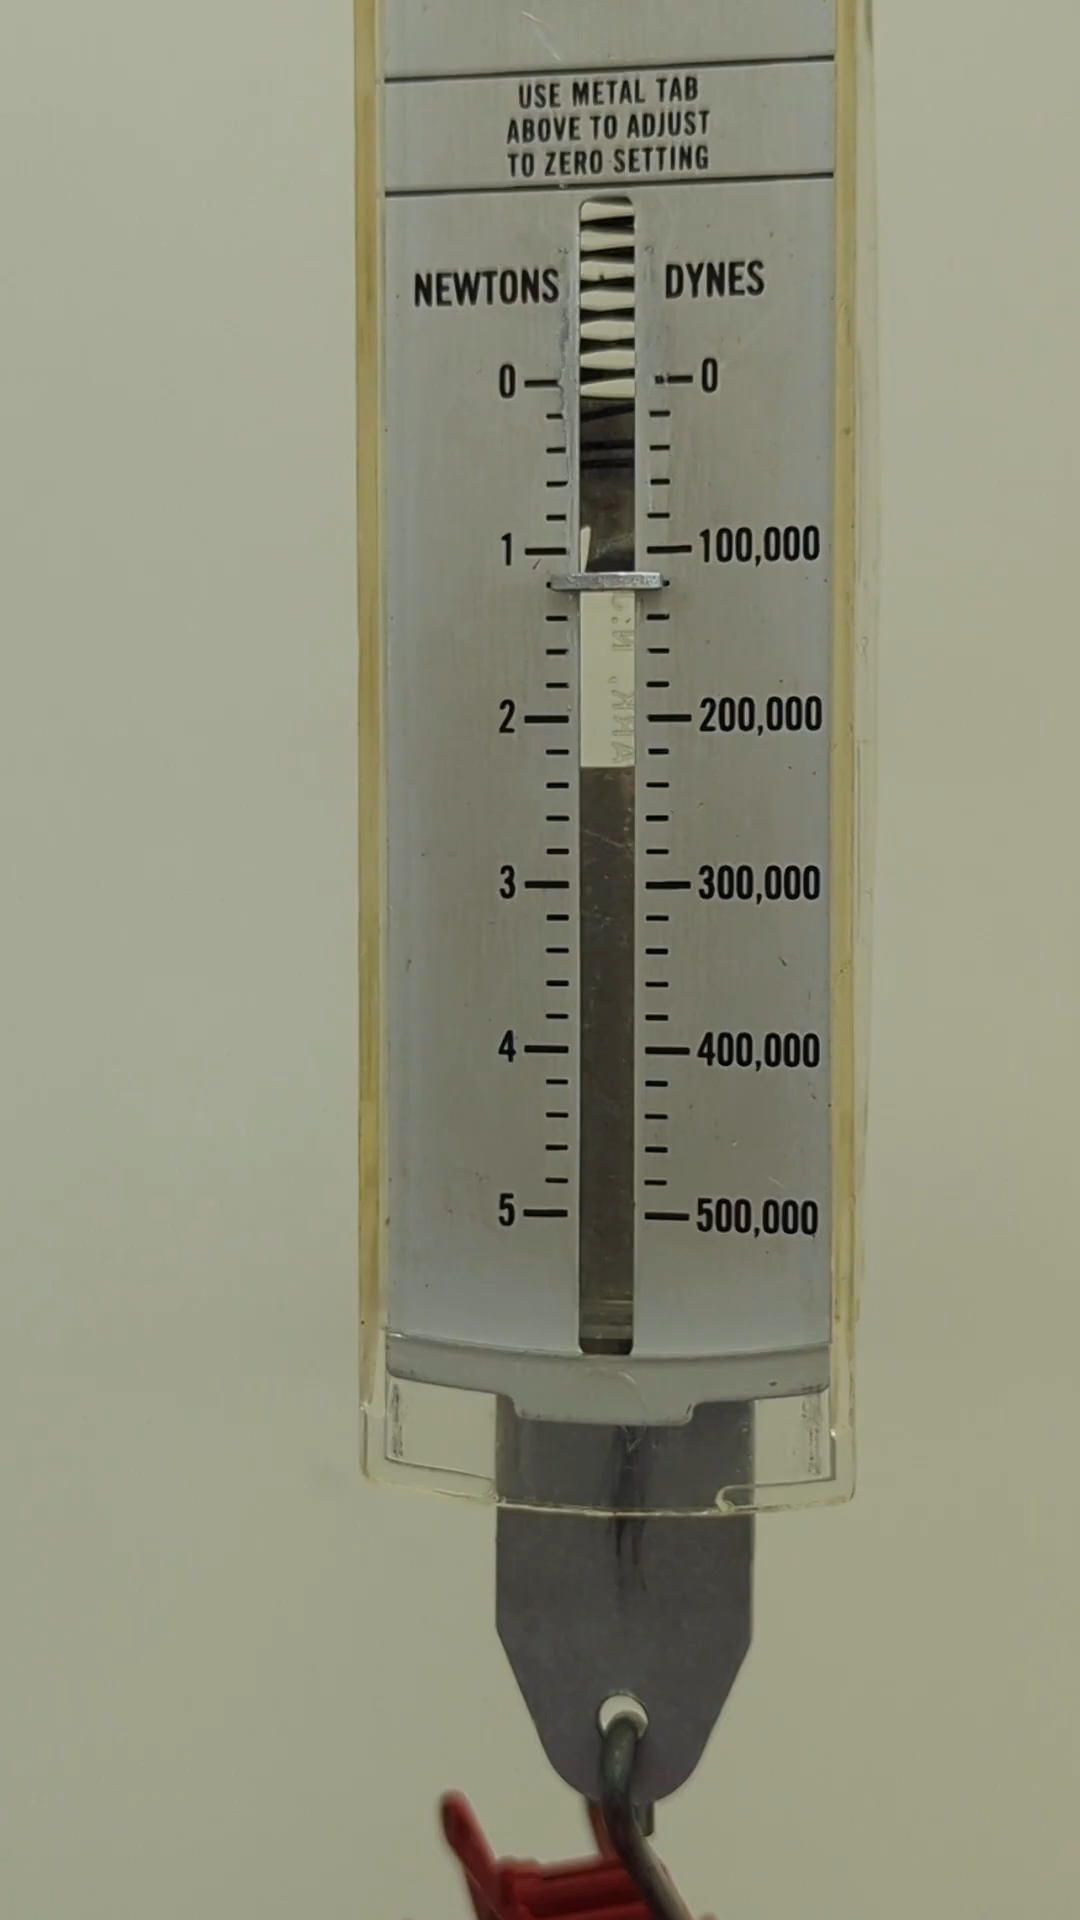 USE METAL TAB
ABOVE TO ADJUST
TO ZERO SETTING
NEWTONS DYNES
0 0
1 100,000
2 200,000
3 300,000
4 400,000
5 500,000